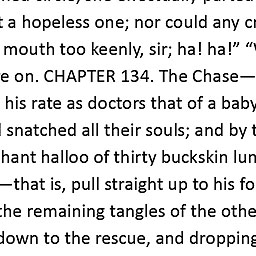 t a hopeless one; nor could any cr
mouth too keenly, sir; ha! ha!” “W
re on. CHAPTER 134. The Chase—
his rate as doctors that of a baby
snatched all their souls; and by t
hant halloo of thirty buckskin lun
—that is, pull straight up to his fo
the remaining tangles of the othe
down to the rescue, and dropping